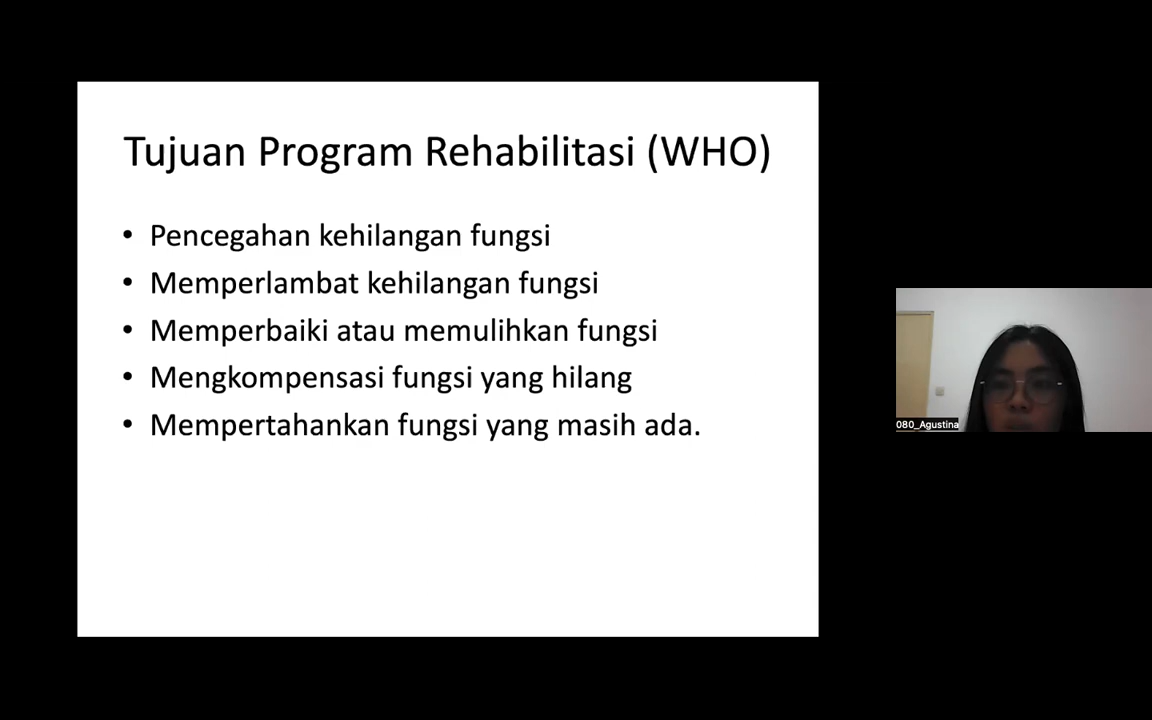 Tujuan Program Rehabilitasi (WHO)
• Pencegahan kehilangan fungsi
• Memperlambat kehilangan fungsi
• Memperbaiki atau memulihkan fungsi
• Mengkompensasi fungsi yang hilang
• Mempertahankan fungsi yang masih ada.
080_Agustina